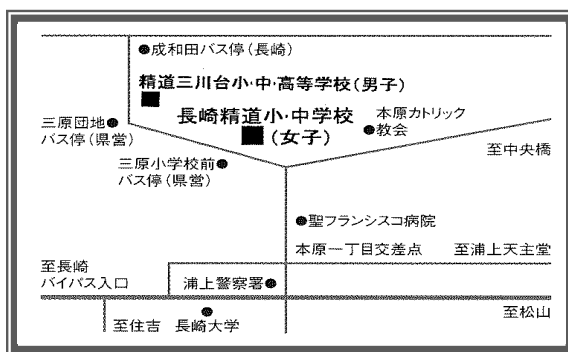 成和田バス停(長崎)
精道三川台小・中・高等学校(男子)
長崎精道小・中学校
(女子)
本原カトリック
教会
三原団地
バス停(県営)
至中央橋
三原小学校前
バス停(県営)
聖フランシスコ病院
本原一丁目交差点
至浦上天主堂
至長崎
バイパス入口
浦上警察署
至松山
至住吉
長崎大学